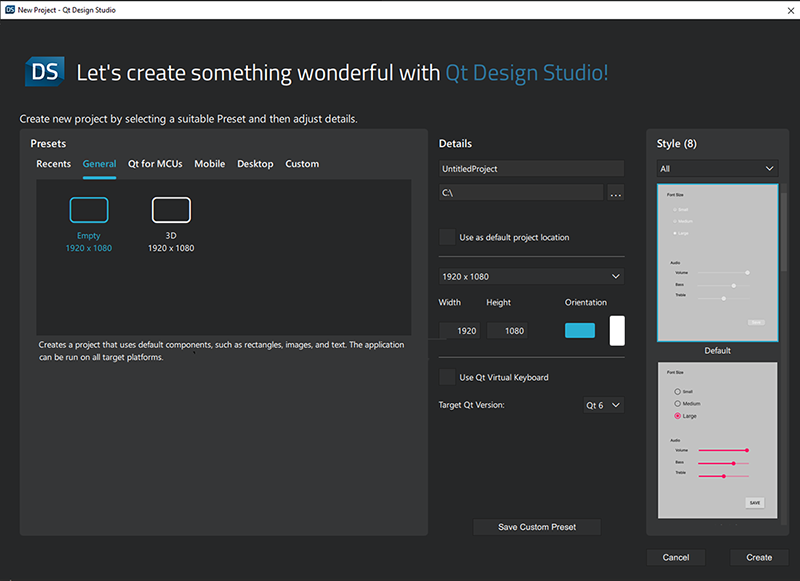 New Project - Qt Design Studio
DS Let's create something wonderful with Qt Design Studio!
Create new project by selecting a suitable Preset and then adjust details.
Presets
Recents General Qt for MCUs Mobile Desktop Custom
Empty
1920 x 1080
3D
1920 x 1080
Creates a project that uses default components, such as rectangles, images, and text. The application
can be run on all target platforms.
Details
UntitledProject
C:\
...
Use as default project location
1920 x 1080
Width Height Orientation
1920 1080
Use Qt Virtual Keyboard
Target Qt Version: Qt 6
Save Custom Preset
Style (8)
All
Font Size
Small
Medium
Large
Audio
Volume
Bass
Treble
Default
Font Size
Small
Medium
Large
Audio
Volume
Bass
Treble
SAVE
Cancel Create